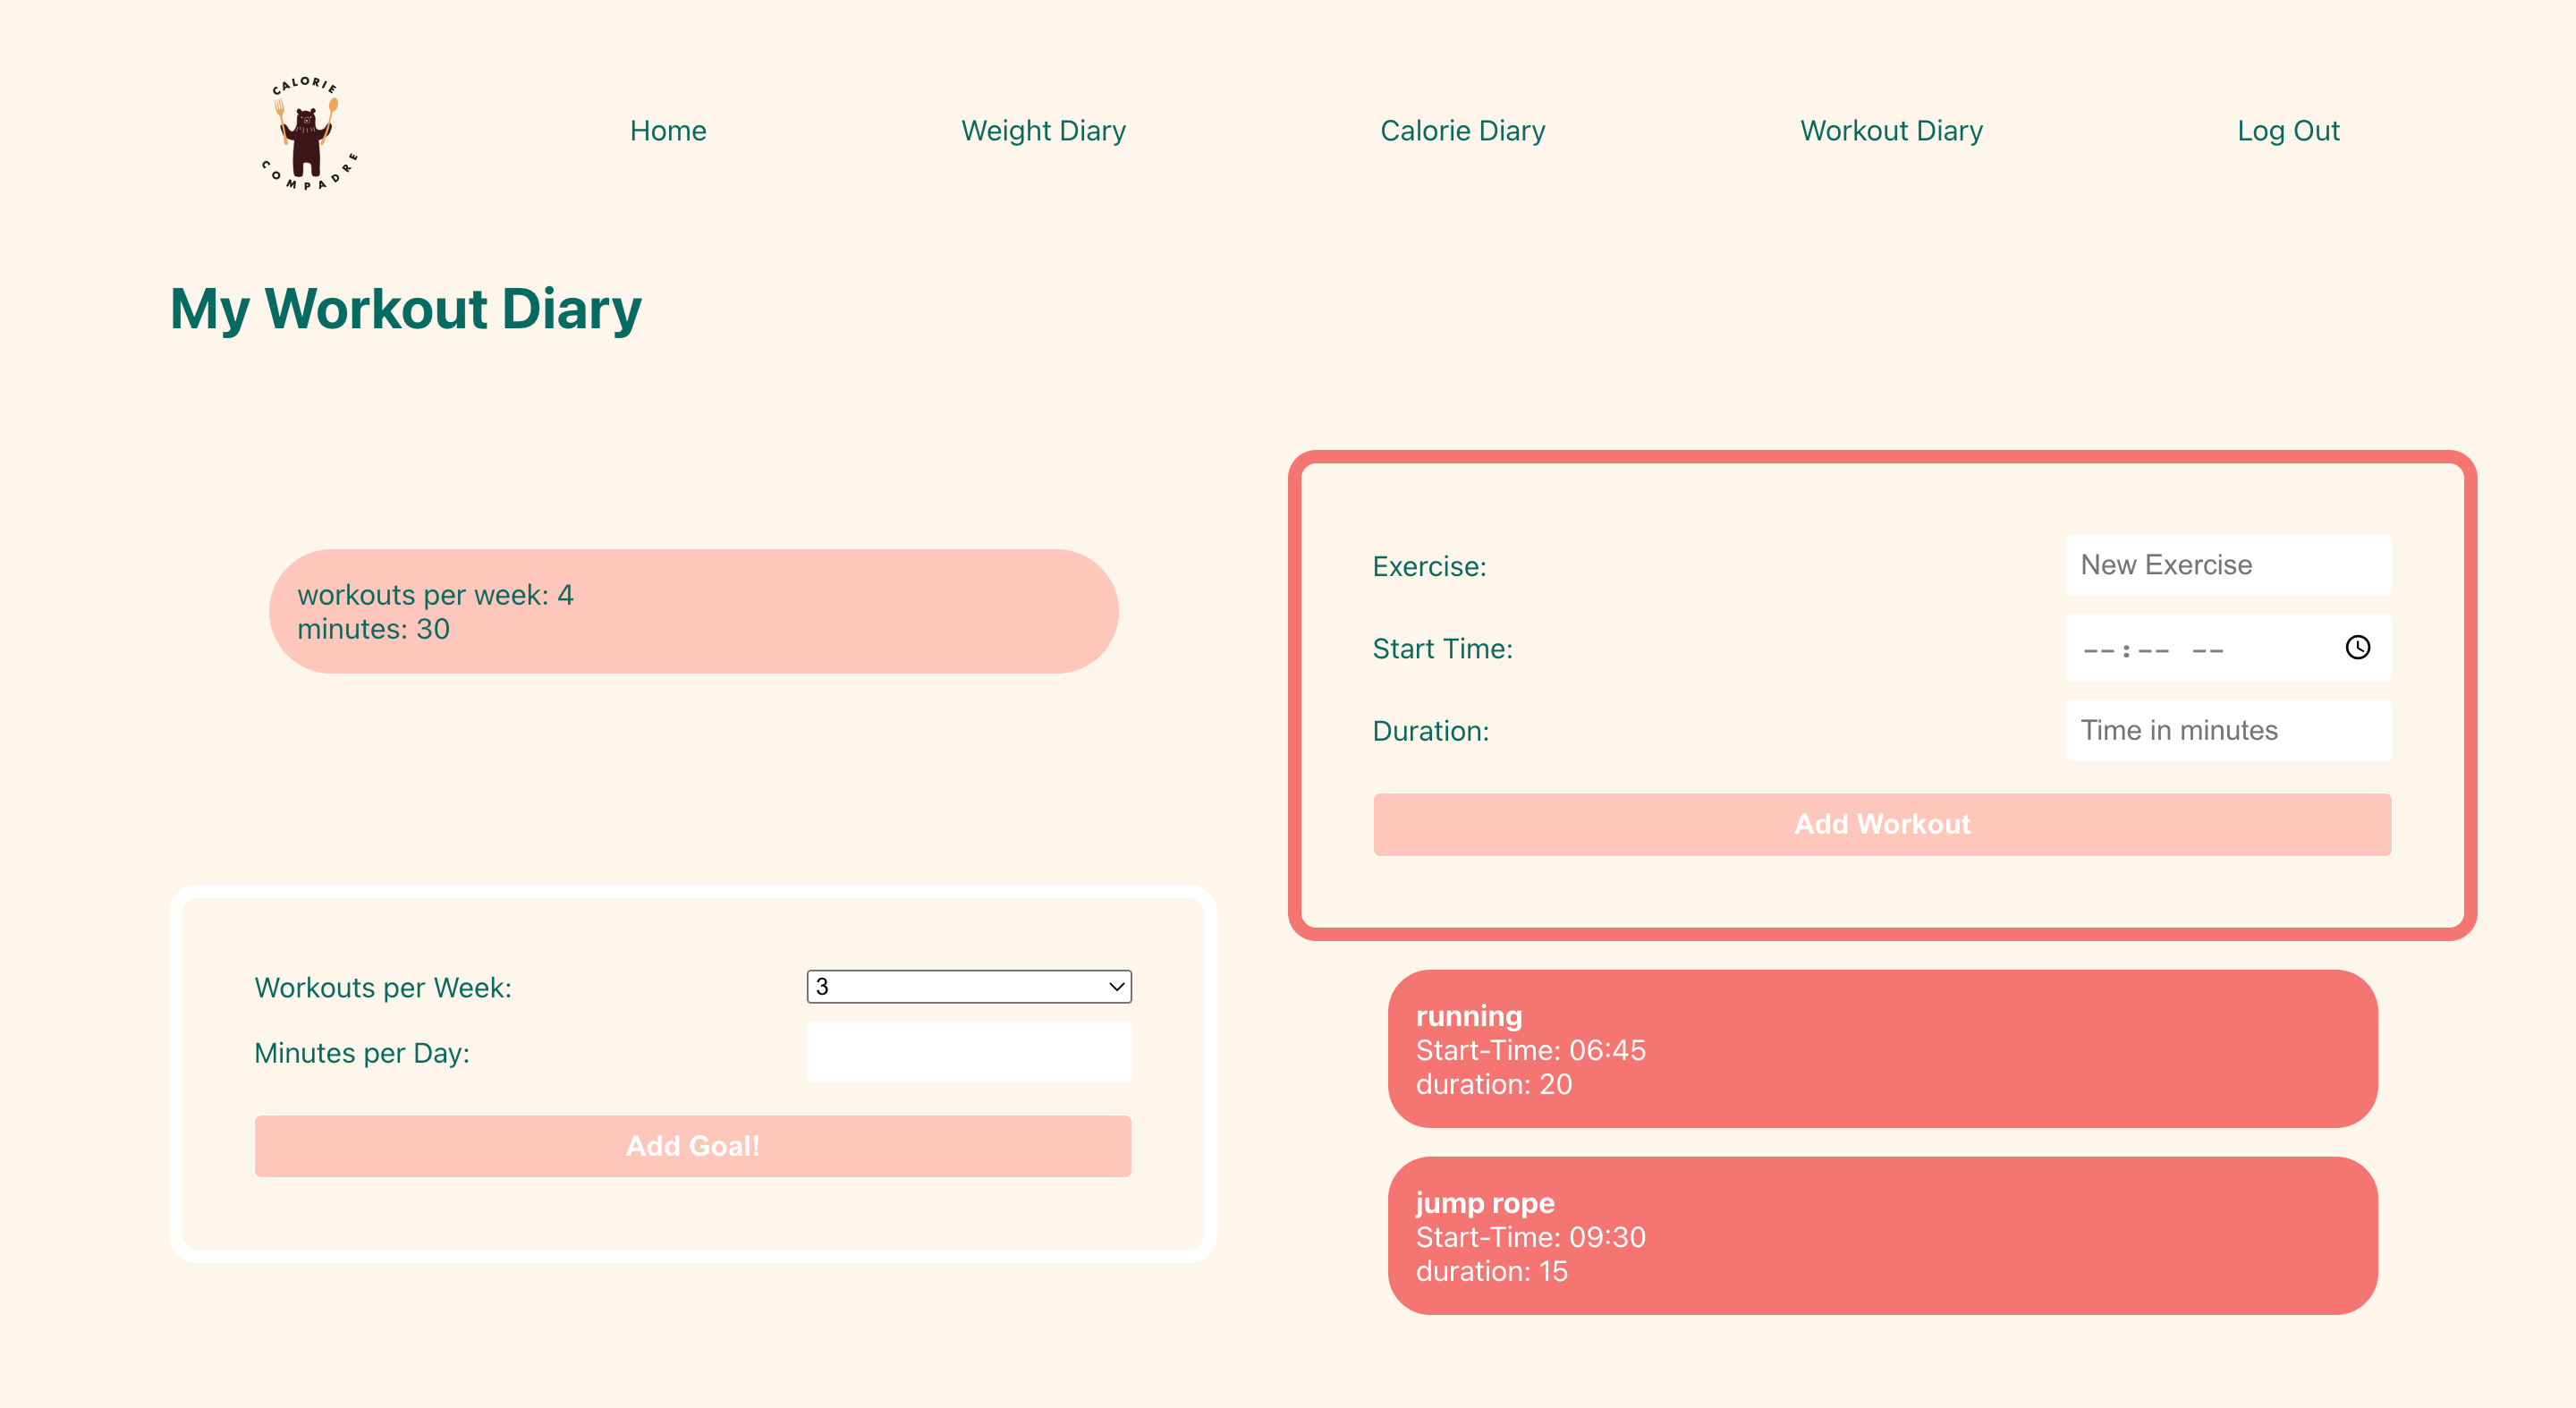 CALORIE
COMPADRE
Home
Weight Diary
Calorie Diary
Workout Diary
Log Out
My Workout Diary
workouts per week: 4
minutes: 30
Workouts per Week:
3
Minutes per Day:
Add Goal!
Exercise:
New Exercise
Start Time:
--:-- --
Duration:
Time in minutes
Add Workout
running
Start-Time: 06:45
duration: 20
jump rope
Start-Time: 09:30
duration: 15